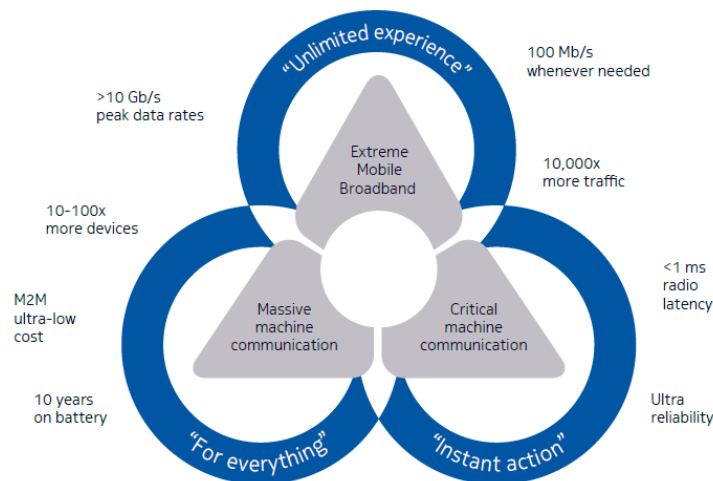 “Unlimited experience”
100 Mb/s
whenever needed
>10 Gb/s
peak data rates
Extreme
Mobile
Broadband
10,000x
more traffic
10-100x
more devices
<1 ms
radio
latency
M2M
ultra-low
cost
Massive
machine
communication
Critical
machine
communication
10 years
on battery
Ultra
reliability
“For everything”
“Instant action”